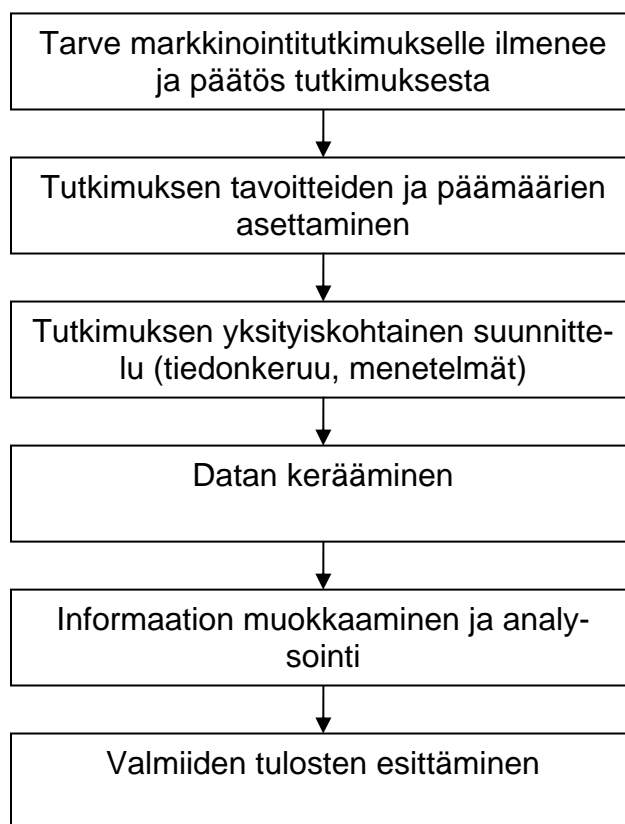 Tarve markkinointitutkimukselle ilmenee
ja päätös tutkimuksesta
Tutkimuksen tavoitteiden ja päämäärien
asettaminen
Tutkimuksen yksityiskohtainen suunnitte-
lu (tiedonkeruu, menetelmät)
Datan kerääminen
Informaation muokkaaminen ja analy-
sointi
Valmiiden tulosten esittäminen